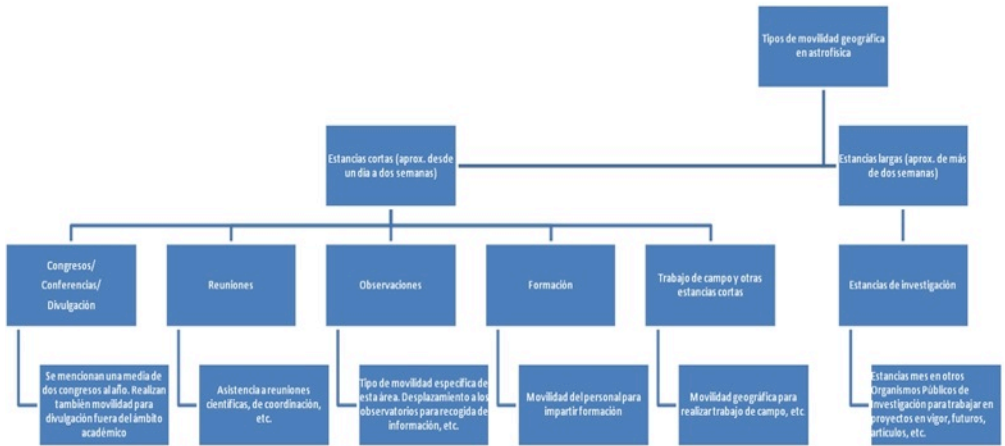 Tipos de movilidad geográfica
en astrofísica
Estancias cortas (aprox. desde
un día a dos semanas)
Estancias largas (aprox. de más
de dos semanas)
Congresos/
Conferencias/
Divulgación
Reuniones
Observaciones
Formación
Trabajo de campo y otras
estancias cortas
Estancias de investigación
Se mencionan una media de
dos congresos al año. Realizan
también movilidad para
divulgación fuera del ámbito
académico
Asistencia a reuniones
científicas, de coordinación,
etc.
Tipo de movilidad específica de
esta área. Desplazamiento a los
observatorios para recogida de
información, etc.
Movilidad del personal para
impartir formación
Movilidad geográfica para
realizar trabajo de campo, etc
Estancias mes en otros
Organismos Públicos de
Investigación para trabajar en
proyectos en vigor, futuros,
artículos, etc.